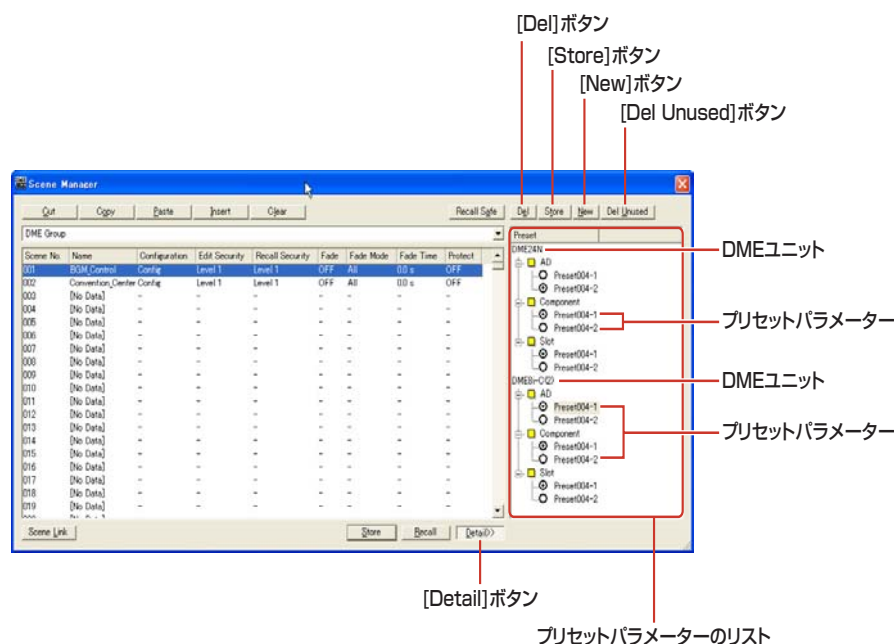 [Del]ボタン
[Store]ボタン
[New]ボタン
[Del Unused]ボタン
Scene Manager
Cut Copy Paste Insert Clear Recall Safe Del Store New Del Unused
DME Group
Scene No. Name Configuration Edit Security Recall Security Fade Fade Mode Fade Time Protect
001 BGM_Control Config Level 1 Level 1 OFF All 0.0 s OFF
002 Convention_Center Config Level 1 Level 1 OFF All 0.0 s OFF
003 [No Data] - - - - - - -
004 [No Data] - - - - - - -
005 [No Data] - - - - - - -
006 [No Data] - - - - - - -
007 [No Data] - - - - - - -
008 [No Data] - - - - - - -
009 [No Data] - - - - - - -
010 [No Data] - - - - - - -
011 [No Data] - - - - - - -
012 [No Data] - - - - - - -
013 [No Data] - - - - - - -
014 [No Data] - - - - - - -
015 [No Data] - - - - - - -
016 [No Data] - - - - - - -
017 [No Data] - - - - - - -
018 [No Data] - - - - - - -
019 [No Data] - - - - - - -
Preset
DME24N
AD
Preset004-1
Preset004-2
Component
Preset004-1
Preset004-2
Slot
Preset004-1
Preset004-2
DME8i-C(2)
AD
Preset004-1
Preset004-2
Component
Preset004-1
Preset004-2
Slot
Preset004-1
Preset004-2
DMEユニット
プリセットパラメーター
DMEユニット
プリセットパラメーター
Scene Link Store Recall Detail>>
[Detail]ボタン
プリセットパラメーターのリスト